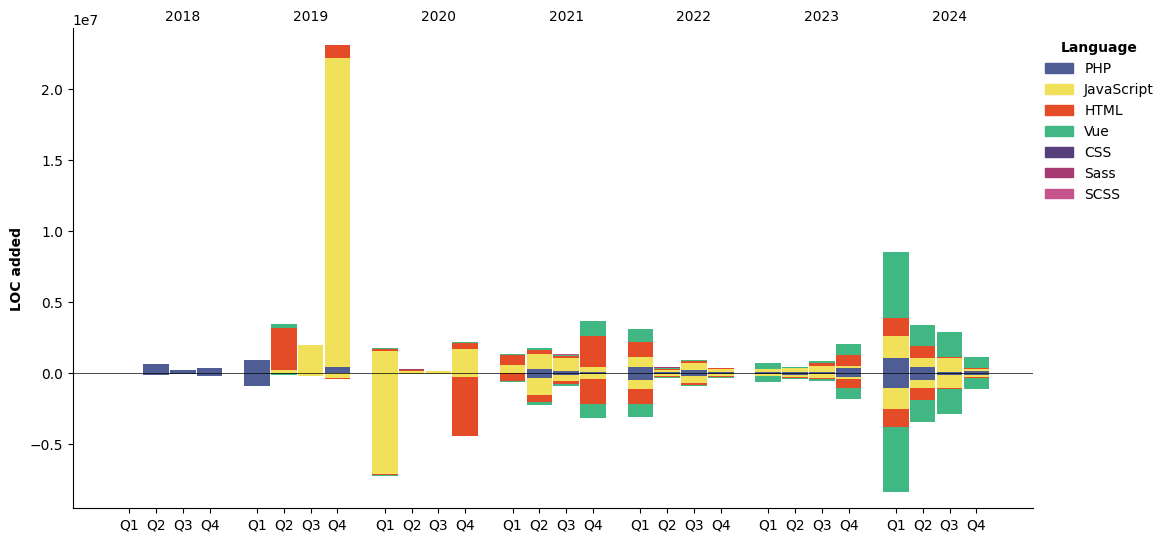 1e7
2018 2019 2020 2021 2022 2023 2024
Language
PHP
JavaScript
HTML
Vue
CSS
Sass
SCSS
LOC added
2.0
1.5
1.0
0.5
0.0
−0.5
Q1 Q2 Q3 Q4 Q1 Q2 Q3 Q4 Q1 Q2 Q3 Q4 Q1 Q2 Q3 Q4 Q1 Q2 Q3 Q4 Q1 Q2 Q3 Q4 Q1 Q2 Q3 Q4